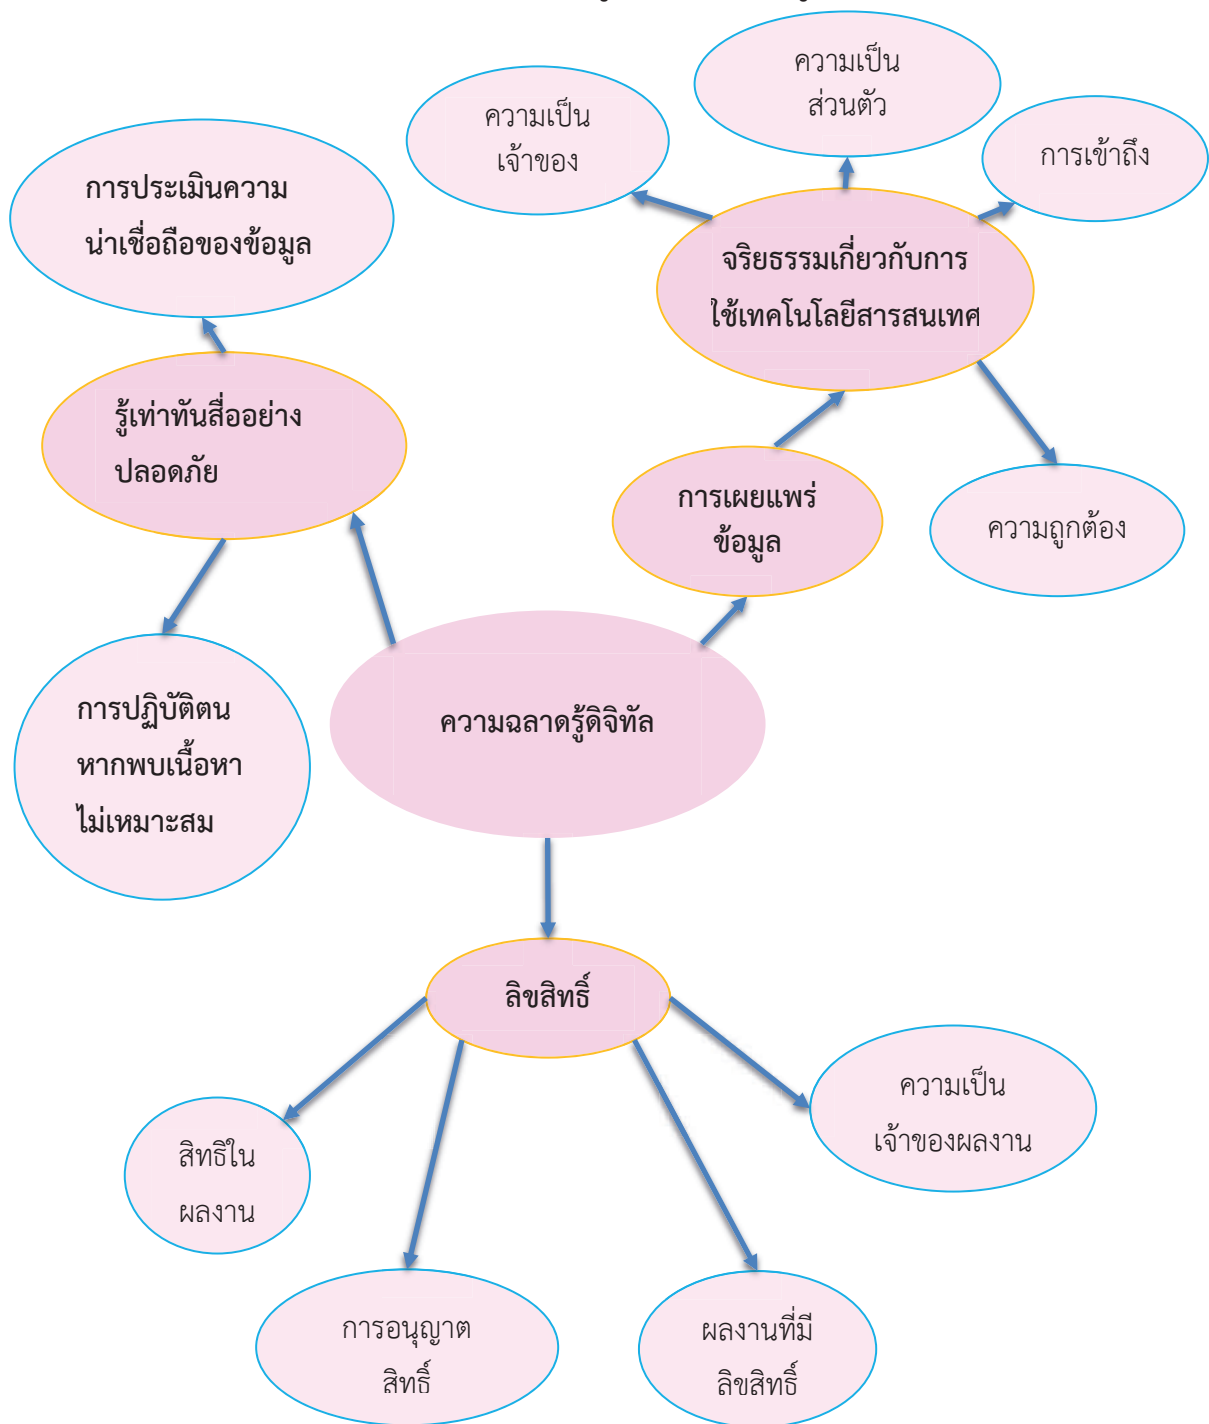 ความเป็น
ส่วนตัว
ความเป็น
เจ้าของ
การเข้าถึง
การประเมินความ
น่าเชื่อถือของข้อมูล
จริยธรรมเกี่ยวกับการ
ใช้เทคโนโลยีสารสนเทศ
รู้เท่าทันสื่ออย่าง
ปลอดภัย
การเผยแพร่
ข้อมูล
ความถูกต้อง
การปฏิบัติตน
หากพบเนื้อหา
ไม่เหมาะสม
ความฉลาดรู้ดิจิทัล
ลิขสิทธิ์
ความเป็น
เจ้าของผลงาน
สิทธิใน
ผลงาน
การอนุญาต
สิทธิ์
ผลงานที่มี
ลิขสิทธิ์